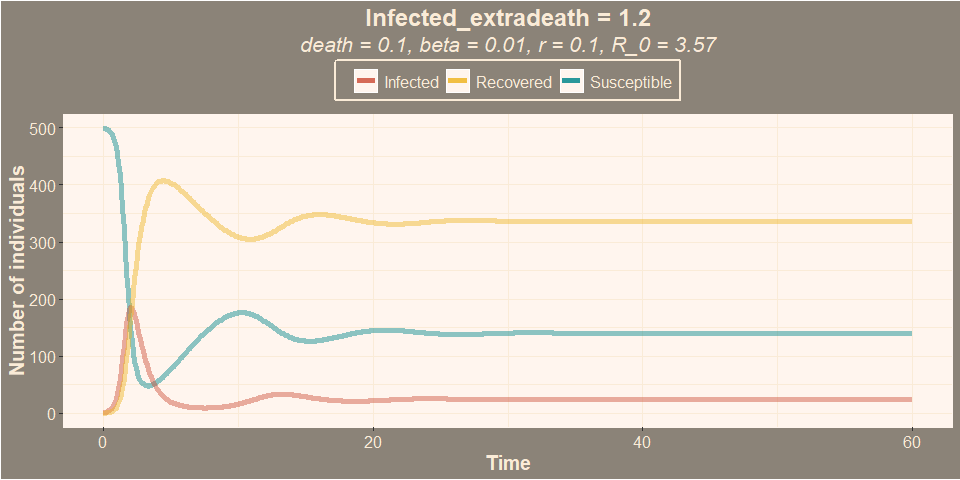 Infected_extradeath = 1.2
death = 0.1, beta = 0.01, r = 0.1, R_0 = 3.57
Infected Recovered Susceptible
Number of individuals
500
400
300
200
100
0
0 20 40 60
Time